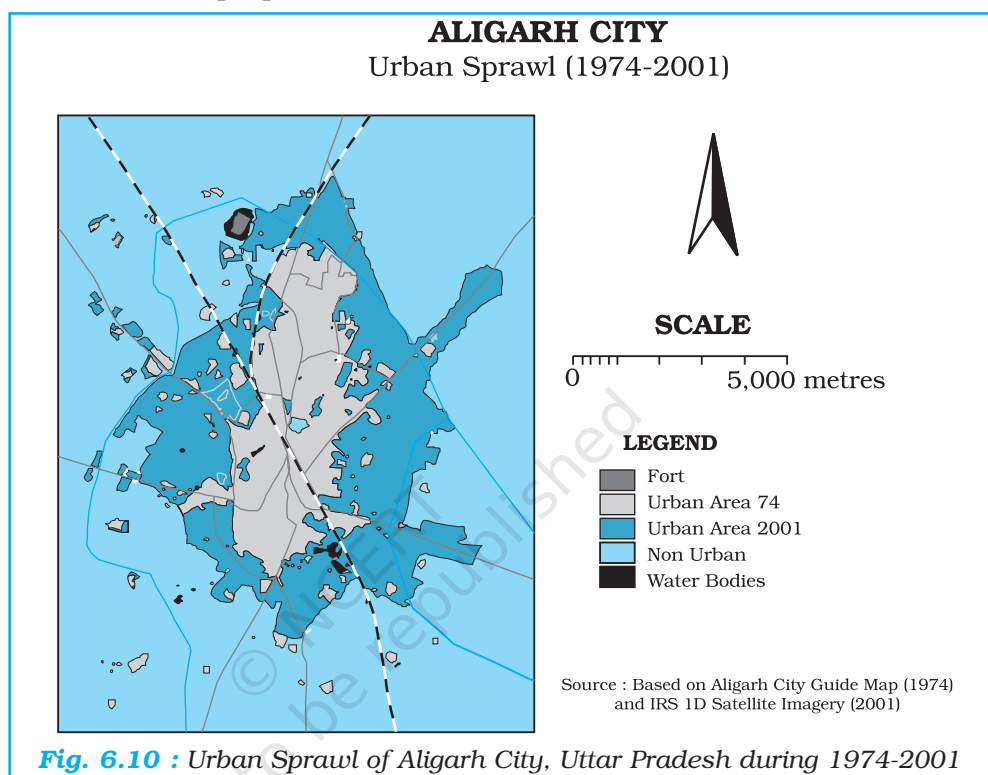 ALIGARH CITY
Urban Sprawl (1974-2001)
SCALE
0 5,000 metres
LEGEND
Fort
Urban Area 74
Urban Area 2001
Non Urban
Water Bodies
© NCERT
to be republished
Source : Based on Aligarh City Guide Map (1974)
and IRS 1D Satellite Imagery (2001)
Fig. 6.10 : Urban Sprawl of Aligarh City, Uttar Pradesh during 1974-2001